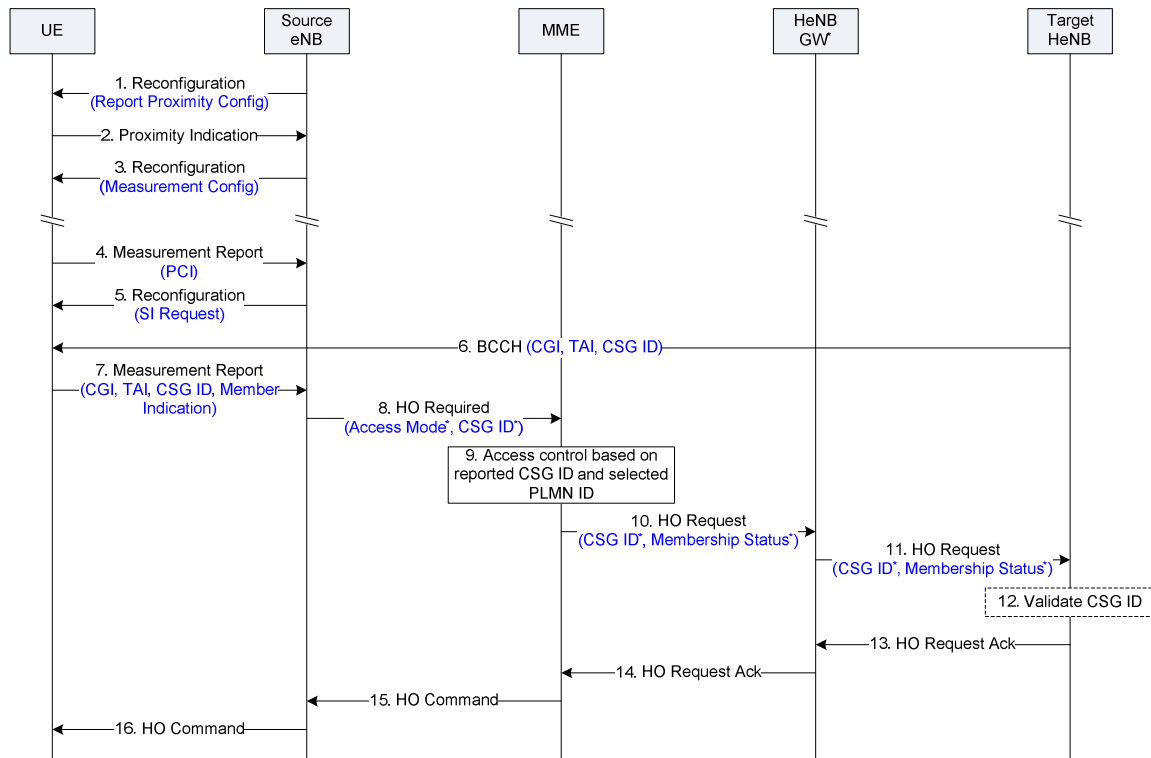 UE
Source
eNB
MME
HeNB
GW*
Target
HeNB
1. Reconfiguration
(Report Proximity Config)
2. Proximity Indication
3. Reconfiguration
(Measurement Config)
4. Measurement Report
(PCI)
5. Reconfiguration
(SI Request)
6. BCCH (CGI, TAI, CSG ID)
7. Measurement Report
(CGI, TAI, CSG ID, Member
Indication)
8. HO Required
(Access Mode*, CSG ID*)
9. Access control based on
reported CSG ID and selected
PLMN ID
10. HO Request
(CSG ID*, Membership Status*)
11. HO Request
(CSG ID*, Membership Status*)
12. Validate CSG ID
13. HO Request Ack
14. HO Request Ack
15. HO Command
16. HO Command